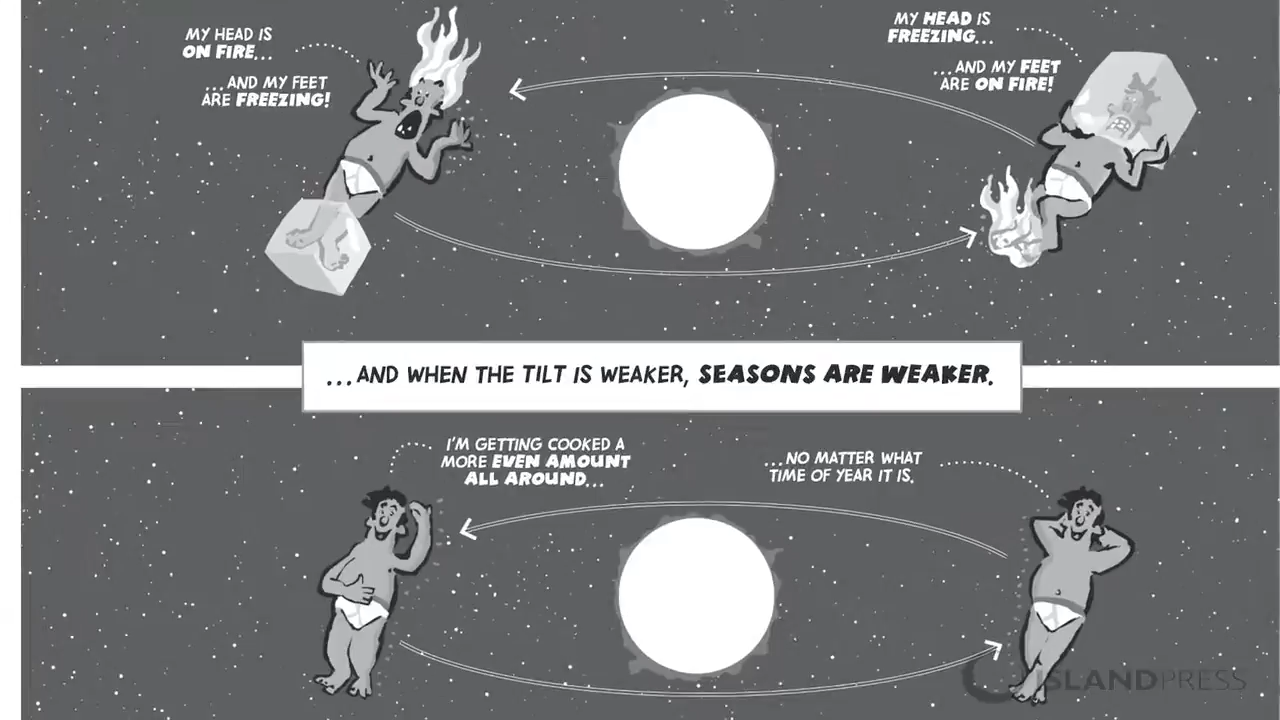 MY HEAD IS
ON FIRE...
...AND MY FEET
ARE FREEZING!
MY HEAD IS
FREEZING...
...AND MY FEET
ARE ON FIRE!
...AND WHEN THE TILT IS WEAKER, SEASONS ARE WEAKER.
I'M GETTING COOKED A
MORE EVEN AMOUNT
ALL AROUND...
...NO MATTER WHAT
TIME OF YEAR IT IS.
ISLANDPRESS